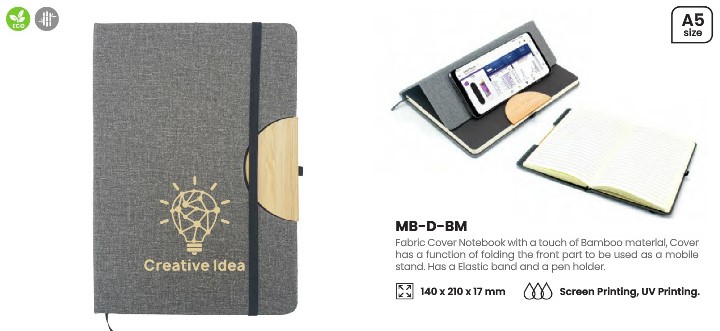 ECO
A5
size
Creative Idea
MB-D-BM
Fabric Cover Notebook with a touch of Bamboo material, Cover
has a function of folding the front part to be used as a mobile
stand. Has a Elastic band and a pen holder.
140 x 210 x 17 mm
Screen Printing, UV Printing.